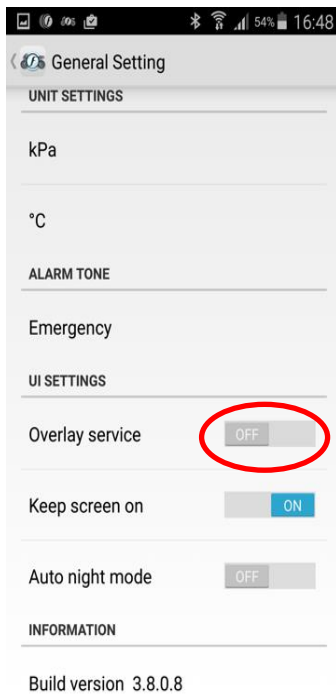 54% 16:48
General Setting
UNIT SETTINGS
kPa
°C
ALARM TONE
Emergency
UI SETTINGS
Overlay service OFF
Keep screen on ON
Auto night mode OFF
INFORMATION
Build version 3.8.0.8